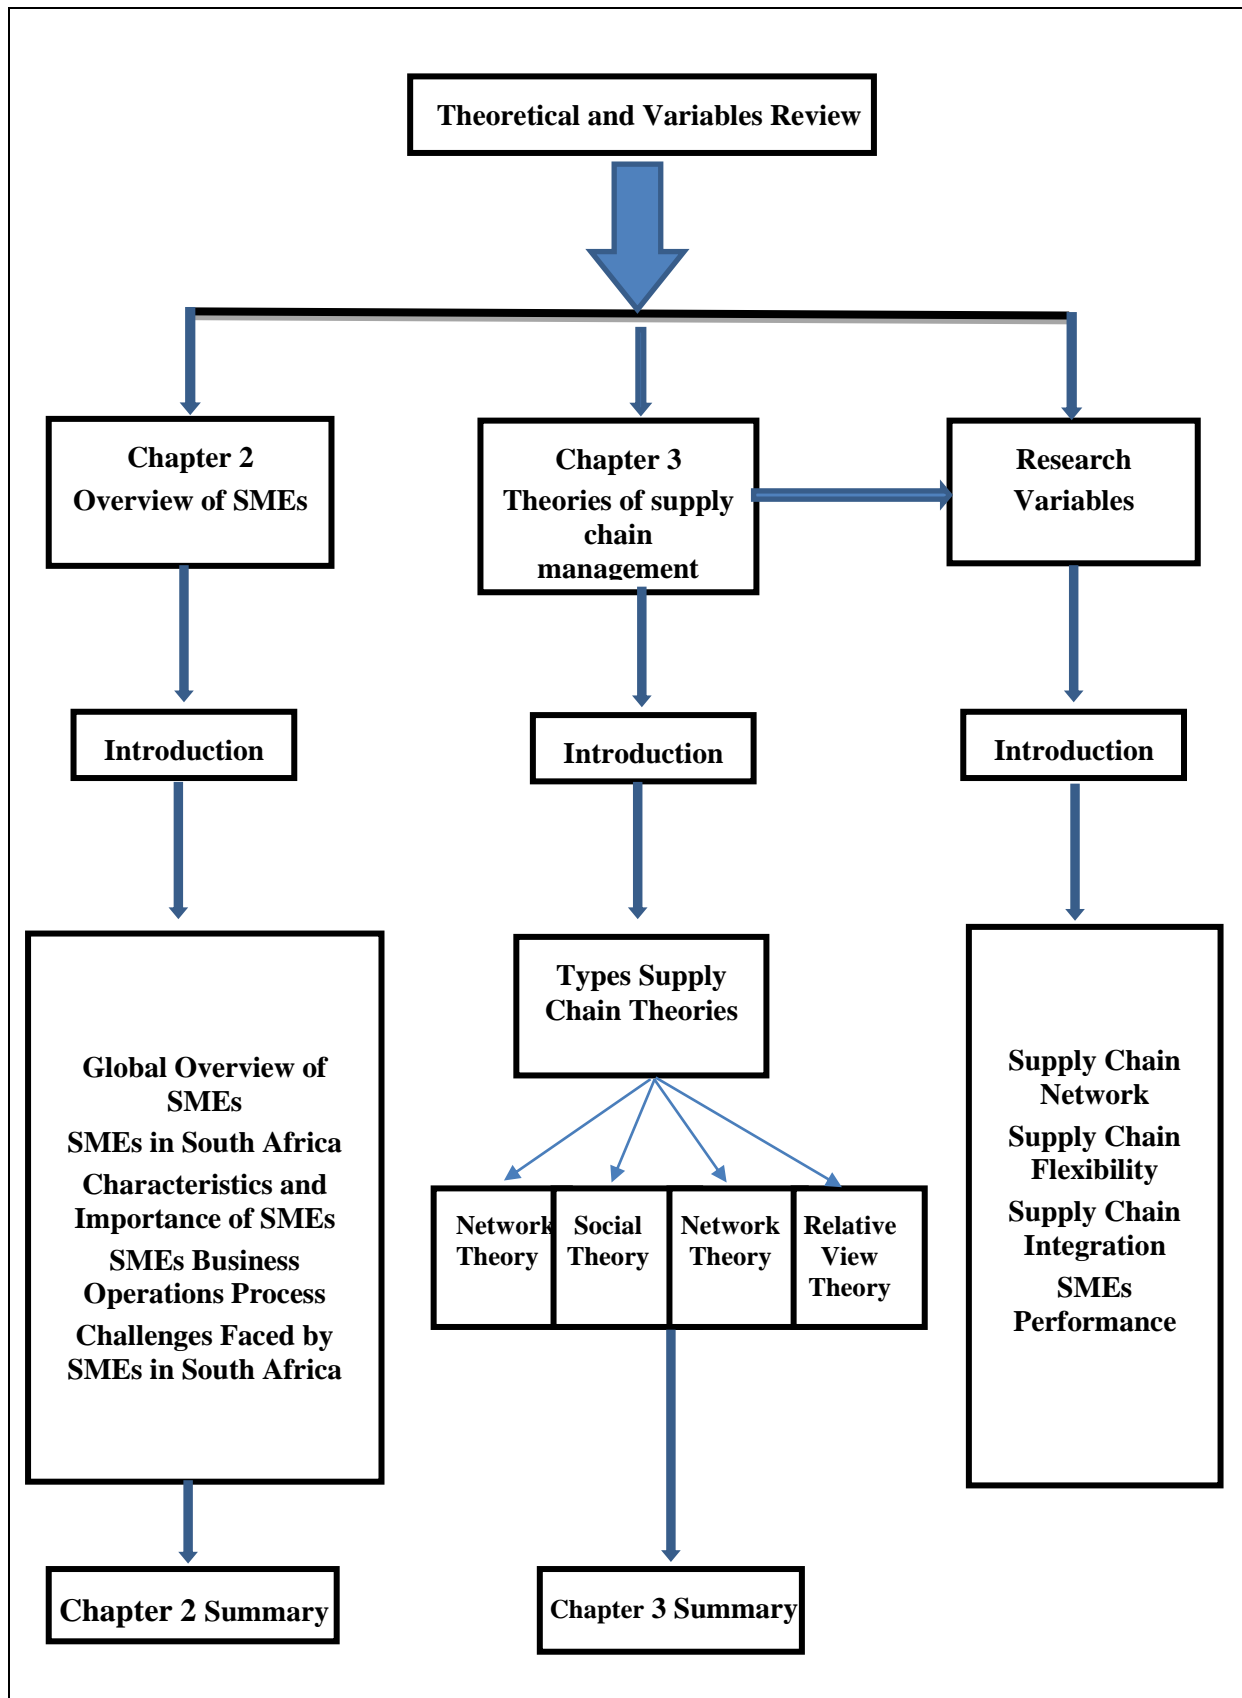 Theoretical and Variables Review
Chapter 2
Overview of SMEs
Chapter 3
Theories of supply
chain
management
Research
Variables
Introduction
Introduction
Introduction
Global Overview of
SMEs
SMEs in South Africa
Characteristics and
Importance of SMEs
SMEs Business
Operations Process
Challenges Faced by
SMEs in South Africa
Types Supply
Chain Theories
Network
Theory
Social
Theory
Network
Theory
Relative
View
Theory
Supply Chain
Network
Supply Chain
Flexibility
Supply Chain
Integration
SMEs
Performance
Chapter 2 Summary
Chapter 3 Summary